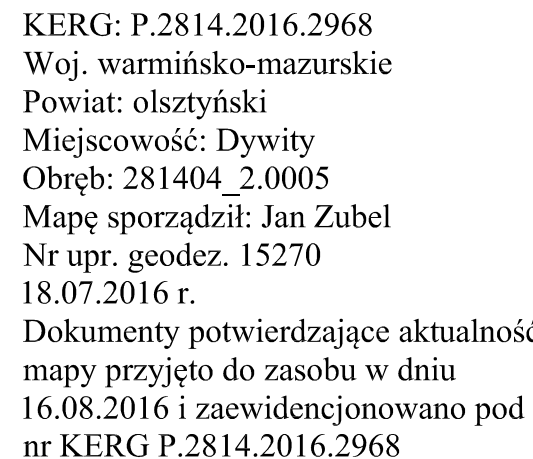 KERG: P.2814.2016.2968
Woj. warmińsko-mazurskie
Powiat: olsztyński
Miejscowość: Dywity
Obręb: 281404_2.0005
Mapę sporządził: Jan Zubel
Nr upr. geodez. 15270
18.07.2016 r.
Dokumenty potwierdzające aktualność
mapy przyjęto do zasobu w dniu
16.08.2016 i zaewidencjonowano pod
nr KERG P.2814.2016.2968